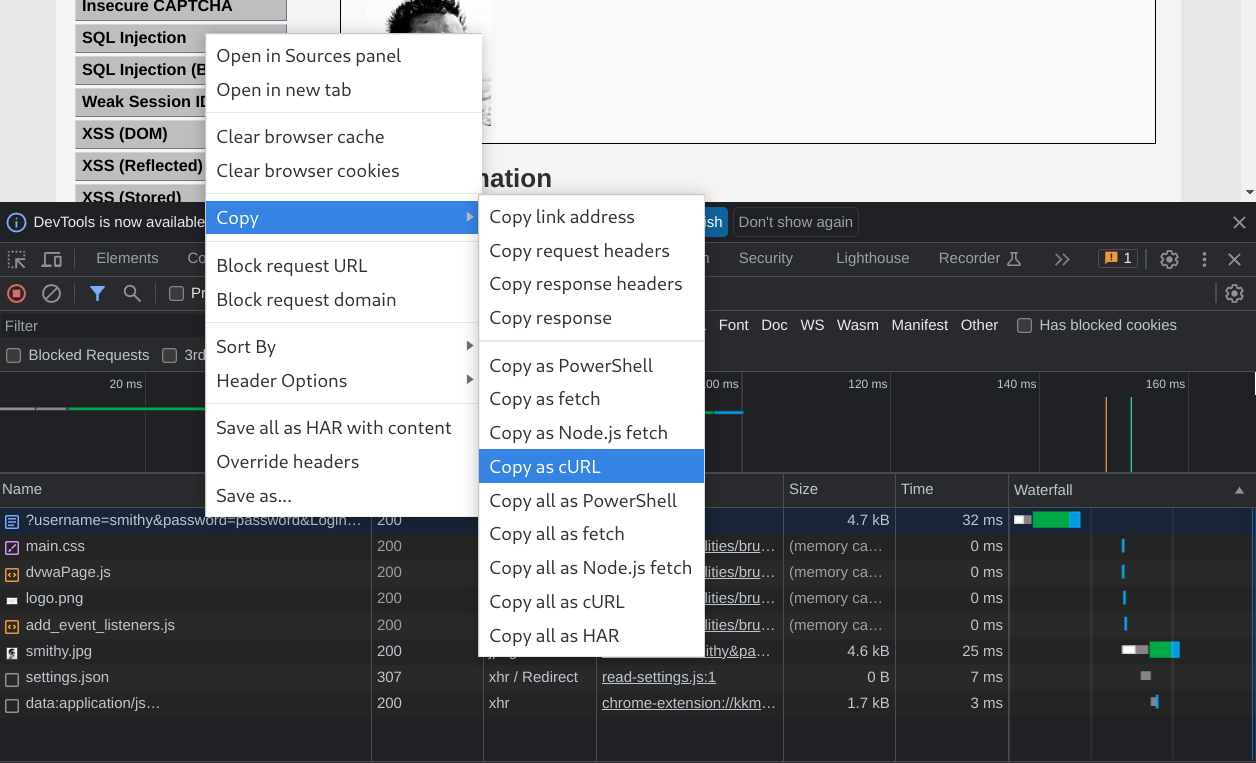 Insecure CAPTCHA
SQL Injection
SQL Injection (B
Weak Session ID
XSS (DOM)
XSS (Reflected)
XSS (Stored)
Open in Sources panel
Open in new tab
Clear browser cache
Clear browser cookies
Copy
Block request URL
Block request domain
Sort By
Header Options
Save all as HAR with content
Override headers
Save as...
mation
Copy link address
Copy request headers
Copy response headers
Copy response
Copy as PowerShell
Copy as fetch
Copy as Node.js fetch
Copy as cURL
Copy all as PowerShell
Copy all as fetch
Copy all as Node.js fetch
Copy all as cURL
Copy all as HAR
DevTools is now available
ish
Don't show again
Elements
Co
Security
Lighthouse
Recorder
1
Pr
Filter
Font Doc WS Wasm Manifest Other Has blocked cookies
Blocked Requests 3rd
20 ms
00 ms
120 ms
140 ms
160 ms
Name Size Time Waterfall
?username=smithy&password=password&Login… 200 4.7 kB 32 ms
main.css 200 lities/bru… (memory ca… 0 ms
dvwaPage.js 200 lities/bru… (memory ca… 0 ms
logo.png 200 lities/bru… (memory ca… 0 ms
add_event_listeners.js 200 lities/bru… (memory ca… 0 ms
smithy.jpg 200 ithy&pa… 4.6 kB 25 ms
settings.json 307 xhr / Redirect read-settings.js:1 0 B 7 ms
data:application/js… 200 xhr chrome-extension://kkm… 1.7 kB 3 ms